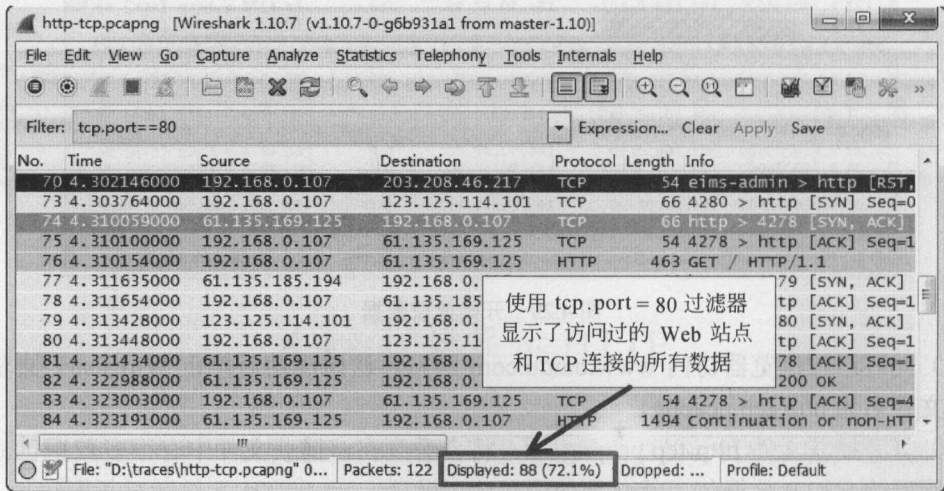 http-tcp.pcapng [Wireshark 1.10.7 (v1.10.7-0-g6b931a1 from master-1.10)]
File Edit View Go Capture Analyze Statistics Telephony Tools Internals Help
Filter: tcp.port==80 Expression... Clear Apply Save
No. Time Source Destination Protocol Length Info
70 4.302146000 192.168.0.107 203.208.46.217 TCP 54 eims-admin > http [RST,
73 4.303764000 192.168.0.107 123.125.114.101 TCP 66 4280 > http [SYN] Seq=0
74 4.310059000 61.135.169.125 192.168.0.107 TCP 66 http > 4278 [SYN, ACK]
75 4.310100000 192.168.0.107 61.135.169.125 TCP 54 4278 > http [ACK] Seq=1
76 4.310154000 192.168.0.107 61.135.169.125 HTTP 463 GET / HTTP/1.1
77 4.311635000 61.135.185.194 192.168.0. 79 [SYN, ACK]
78 4.311654000 192.168.0.107 61.135.185 tp [ACK] Seq=1
79 4.313428000 123.125.114.101 192.168.0. 80 [SYN, ACK]
80 4.313448000 192.168.0.107 123.125.11 tp [ACK] Seq=1
81 4.321434000 61.135.169.125 192.168.0. 78 [ACK] Seq=1
82 4.322988000 61.135.169.125 192.168.0. 200 OK
83 4.323003000 192.168.0.107 61.135.169.125 TCP 54 4278 > http [ACK] Seq=4
84 4.323191000 61.135.169.125 192.168.0.107 HTTP 1494 Continuation or non-HTT
使用 tcp.port = 80 过滤器
显示了访问过的 Web 站点
和TCP 连接的所有数据
File: "D:\traces\http-tcp.pcapng" 0... Packets: 122 Displayed: 88 (72.1%) Dropped: ... Profile: Default